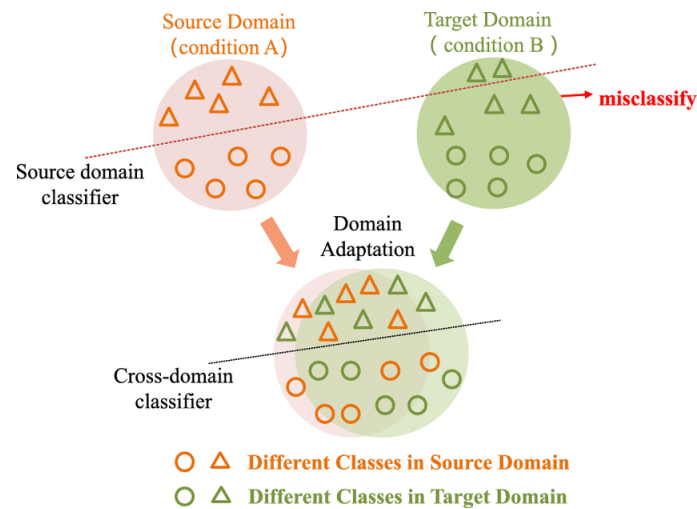 Source Domain
(condition A)
Target Domain
( condition B)
misclassify
Source domain
classifier
Domain
Adaptation
Cross-domain
classifier
Different Classes in Source Domain
Different Classes in Target Domain